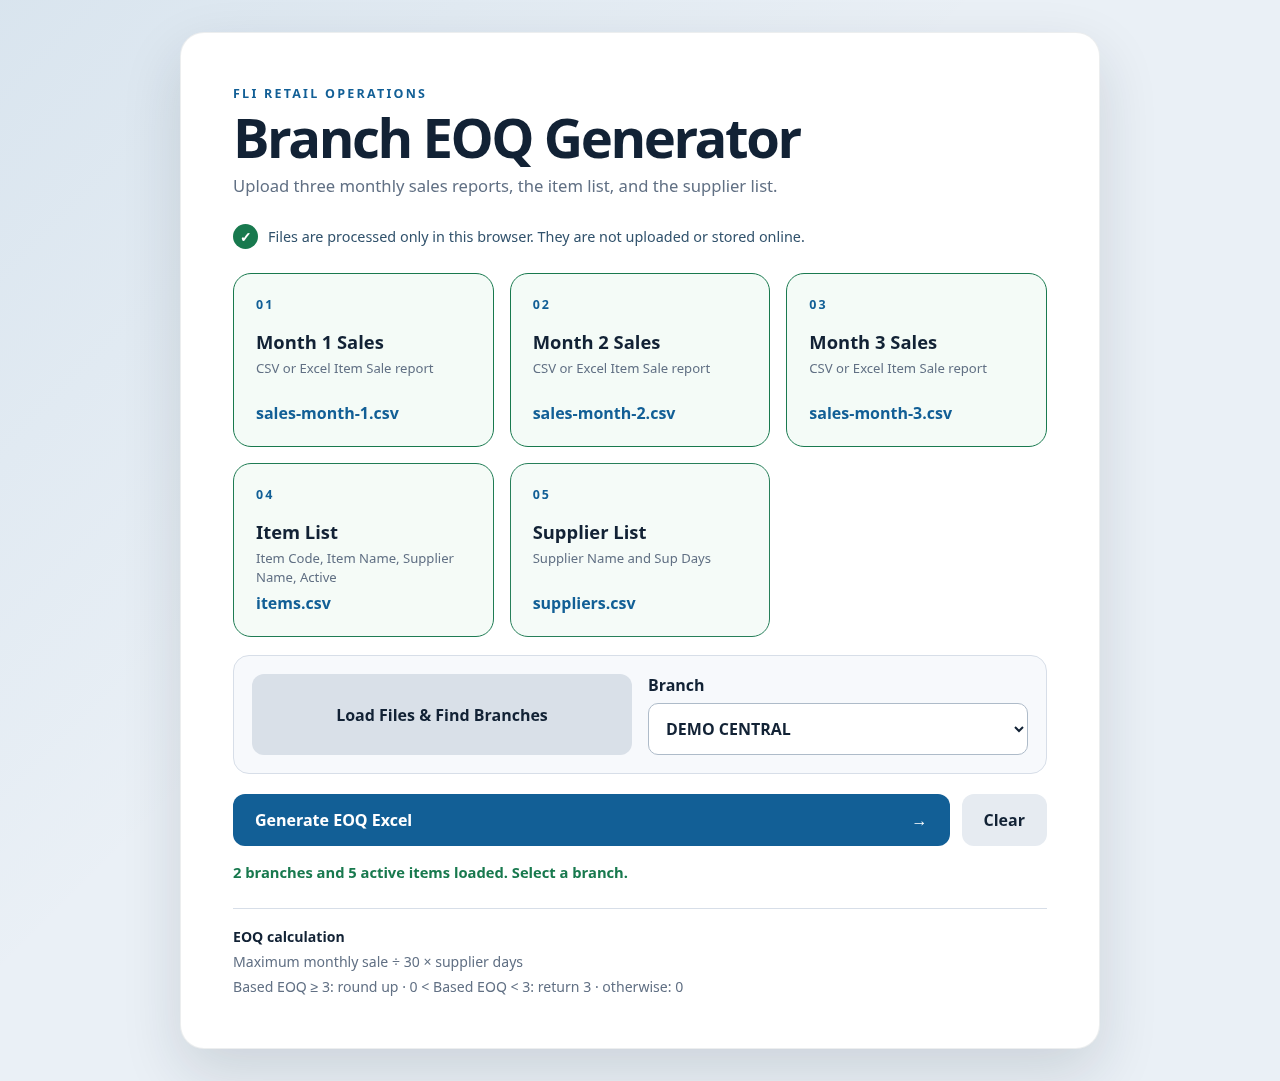 FLI RETAIL OPERATIONS
Branch EOQ Generator
Upload three monthly sales reports, the item list, and the supplier list.
✓ Files are processed only in this browser. They are not uploaded or stored online.
01
Month 1 Sales
CSV or Excel Item Sale report
sales-month-1.csv
02
Month 2 Sales
CSV or Excel Item Sale report
sales-month-2.csv
03
Month 3 Sales
CSV or Excel Item Sale report
sales-month-3.csv
04
Item List
Item Code, Item Name, Supplier
Name, Active
items.csv
05
Supplier List
Supplier Name and Sup Days
suppliers.csv
Load Files & Find Branches
Branch
DEMO CENTRAL
Generate EOQ Excel →
Clear
2 branches and 5 active items loaded. Select a branch.
EOQ calculation
Maximum monthly sale ÷ 30 × supplier days
Based EOQ ≥ 3: round up · 0 < Based EOQ < 3: return 3 · otherwise: 0